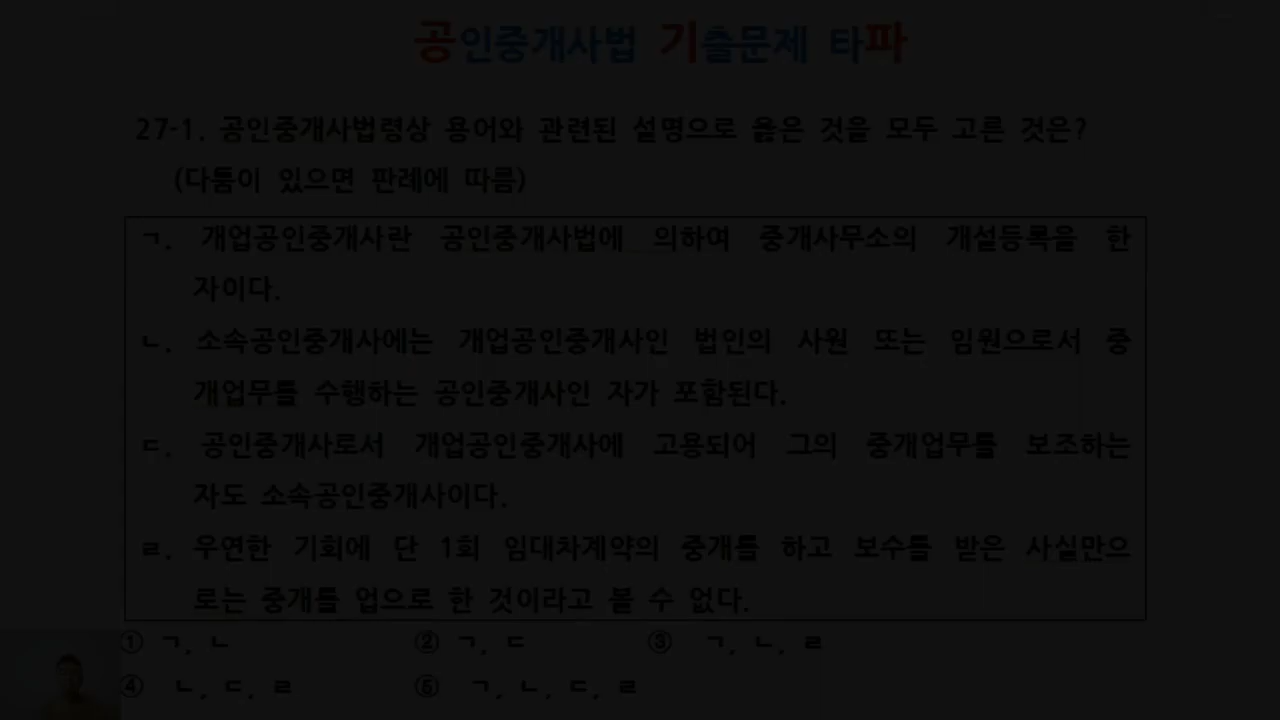 공인중개사법 기출문제 타파
27-1. 공인중개사법령상 용어와 관련된 설명으로 옳은 것을 모두 고른 것은?
(다툼이 있으면 판례에 따름)
ㄱ. 개업공인중개사란 공인중개사법에 의하여 중개사무소의 개설등록을 한
자이다.
ㄴ. 소속공인중개사에는 개업공인중개사인 법인의 사원 또는 임원으로서 중
개업무를 수행하는 공인중개사인 자가 포함된다.
ㄷ. 공인중개사로서 개업공인중개사에 고용되어 그의 중개업무를 보조하는
자도 소속공인중개사이다.
ㄹ. 우연한 기회에 단 1회 임대차계약의 중개를 하고 보수를 받은 사실만으
로는 중개를 업으로 한 것이라고 볼 수 없다.
① ㄱ, ㄴ ② ㄱ, ㄷ ③ ㄱ, ㄴ, ㄹ
④ ㄴ, ㄷ, ㄹ ⑤ ㄱ, ㄴ, ㄷ, ㄹ